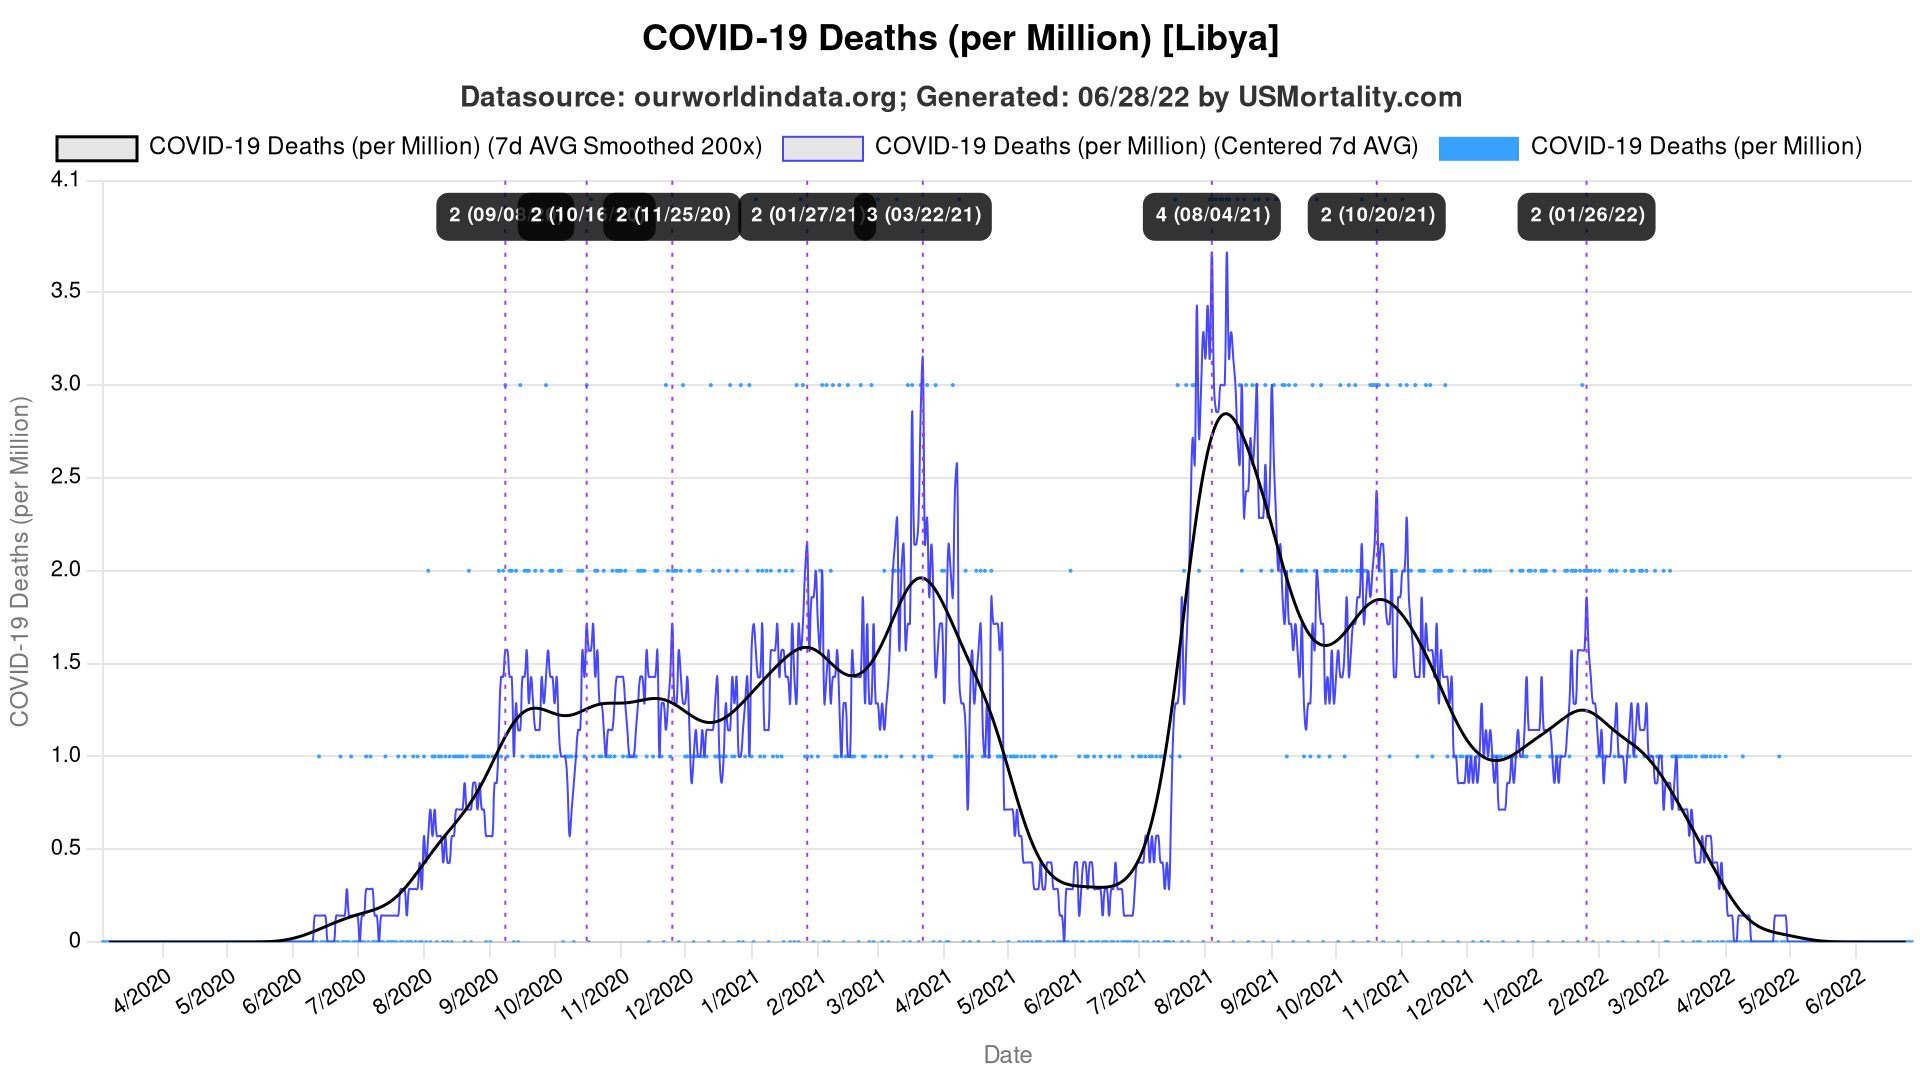 COVID-19 Deaths (per Million) [Libya]
Datasource: ourworldindata.org; Generated: 06/28/22 by USMortality.com
COVID-19 Deaths (per Million) (7d AVG Smoothed 200x) COVID-19 Deaths (per Million) (Centered 7d AVG) COVID-19 Deaths (per Million)
4.1
2 (09/08 2 (10/16 2 (11/25/20) 2 (01/27/21) 3 (03/22/21) 4 (08/04/21) 2 (10/20/21) 2 (01/26/22)
3.5
3.0
2.5
2.0
1.5
1.0
0.5
0
COVID-19 Deaths (per Million)
4/2020 5/2020 6/2020 7/2020 8/2020 9/2020 10/2020 11/2020 12/2020 1/2021 2/2021 3/2021 4/2021 5/2021 6/2021 7/2021 8/2021 9/2021 10/2021 11/2021 12/2021 1/2022 2/2022 3/2022 4/2022 5/2022 6/2022
Date